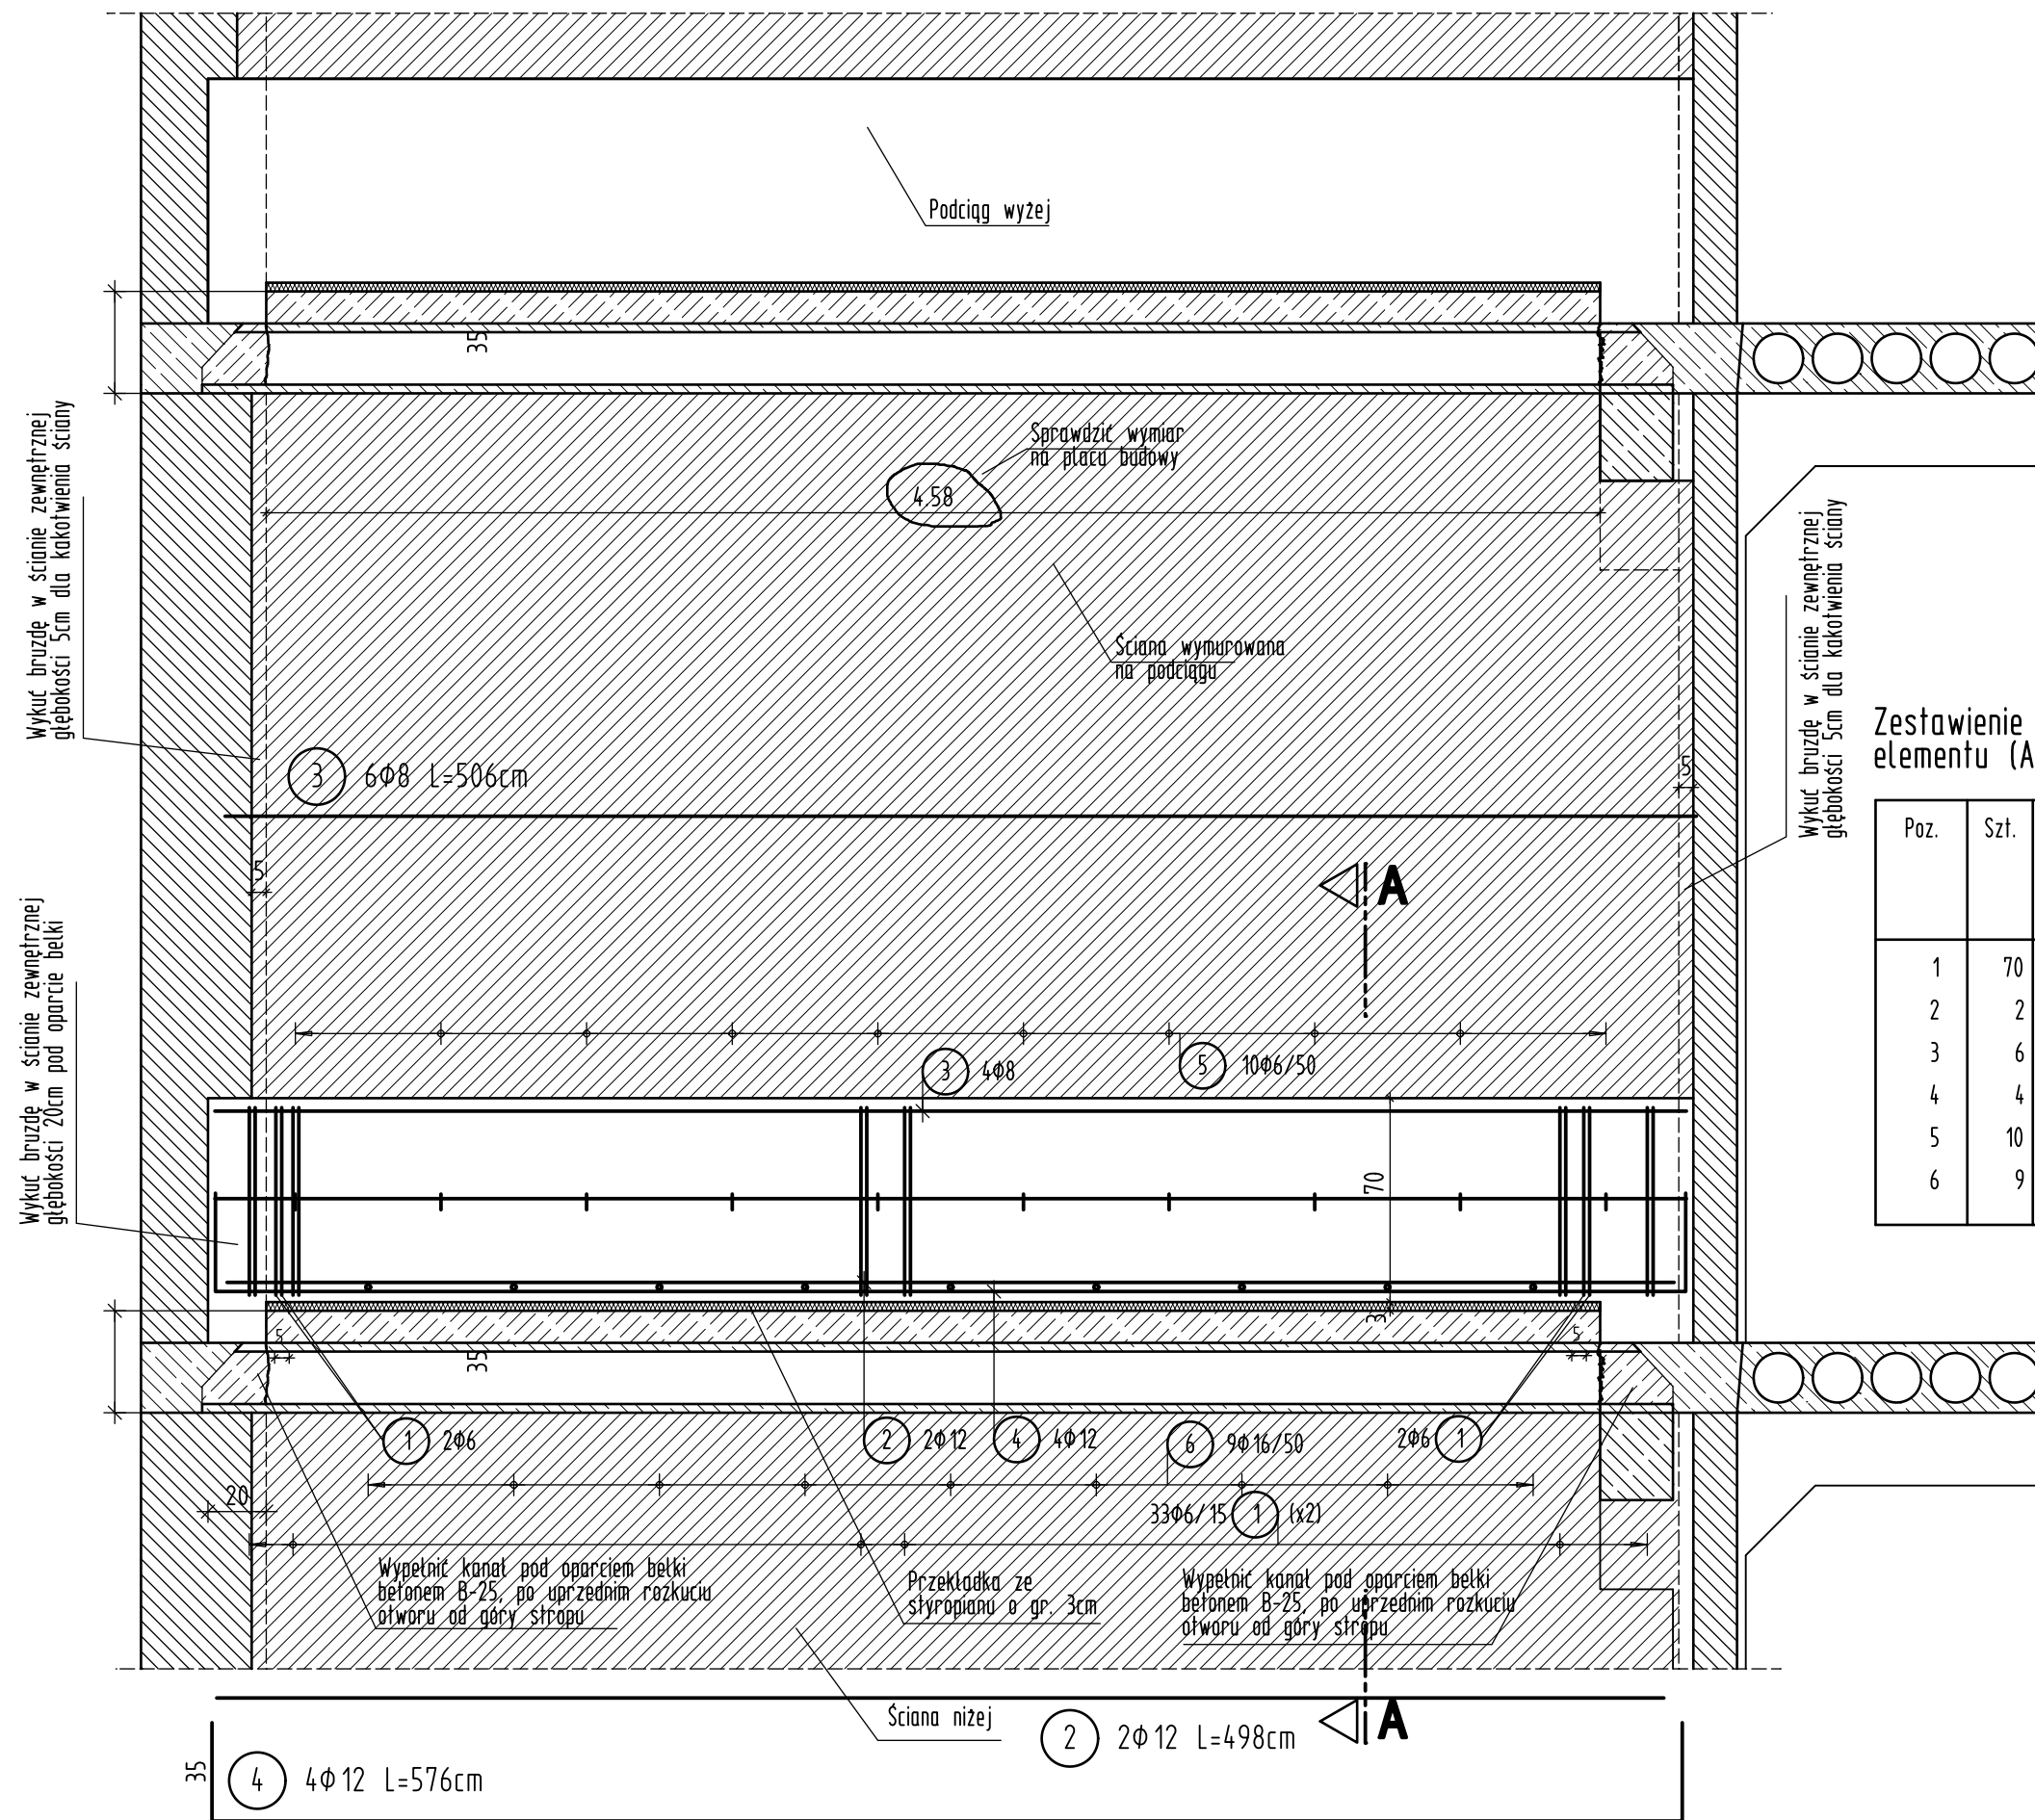 Podciąg wyżej
35
Wykuć bruzdę w ścianie zewnętrznej
głębokości 5cm dla kakotwienia ściany
Sprawdzić wymiar
na placu budowy
4.58
Wykuć bruzdę w ścianie zewnętrznej
głębokości 5cm dla kakotwienia ściany
Ściana wymurowana
na podciągu
Zestawienie
elementu (A
3 6Φ8 L=506cm
5
Poz. Szt.
1 70
2 2
3 6
4 4
5 10
6 9
5
A
Wykuć bruzdę w ścianie zewnętrznej
głębokości 20cm pod oparcie belki
3 4Φ8
5 10Φ6/50
70
3
5
35
5
1 2Φ6
2 2Φ12
4 4Φ12
6 9Φ16/50
2Φ6 1
20
33Φ6/15 1 (x2)
Wypełnić kanał pod oparciem belki
betonem B-25, po uprzednim rozkuciu
otworu od góry stropu
Przekładka ze
styropianu o gr. 3cm
Wypełnić kanał pod oparciem belki
betonem B-25, po uprzednim rozkuciu
otworu od góry stropu
Ściana niżej
2 2Φ12 L=498cm
A
35
4 4Φ12 L=576cm